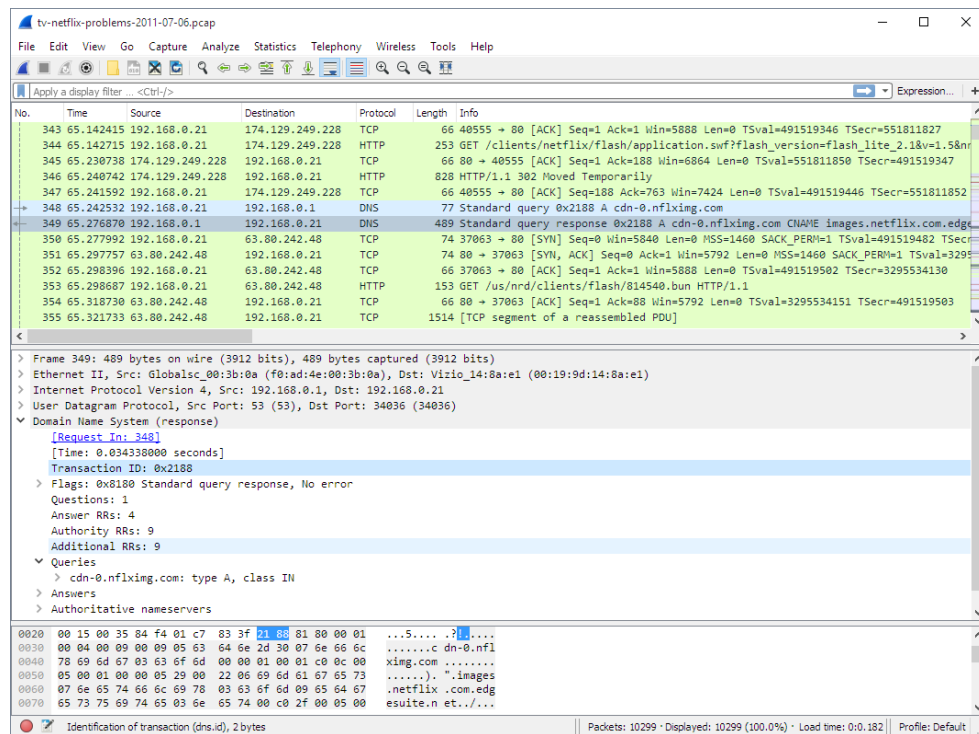 tv-netflix-problems-2011-07-06.pcap
File Edit View Go Capture Analyze Statistics Telephony Wireless Tools Help
Apply a display filter ... <Ctrl-/> Expression... +
No. Time Source Destination Protocol Length Info
343 65.142415 192.168.0.21 174.129.249.228 TCP 66 40555 → 80 [ACK] Seq=1 Ack=1 Win=5888 Len=0 TSval=491519346 TSecr=551811827
344 65.142715 192.168.0.21 174.129.249.228 HTTP 253 GET /clients/netflix/flash/application.swf?flash_version=flash_lite_2.1&v=1.5&n
345 65.230738 174.129.249.228 192.168.0.21 TCP 66 80 → 40555 [ACK] Seq=1 Ack=188 Win=6864 Len=0 TSval=551811850 TSecr=491519347
346 65.240742 174.129.249.228 192.168.0.21 HTTP 828 HTTP/1.1 302 Moved Temporarily
347 65.241592 192.168.0.21 174.129.249.228 TCP 66 40555 → 80 [ACK] Seq=188 Ack=763 Win=7424 Len=0 TSval=491519446 TSecr=551811852
348 65.242532 192.168.0.21 192.168.0.1 DNS 77 Standard query 0x2188 A cdn-0.nflximg.com
349 65.276870 192.168.0.1 192.168.0.21 DNS 489 Standard query response 0x2188 A cdn-0.nflximg.com CNAME images.netflix.com.edge
350 65.277992 192.168.0.21 63.80.242.48 TCP 74 37063 → 80 [SYN] Seq=0 Win=5840 Len=0 MSS=1460 SACK_PERM=1 TSval=491519482 TSec
351 65.297757 63.80.242.48 192.168.0.21 TCP 74 80 → 37063 [SYN, ACK] Seq=0 Ack=1 Win=5792 Len=0 MSS=1460 SACK_PERM=1 TSval=3295
352 65.298396 192.168.0.21 63.80.242.48 TCP 66 37063 → 80 [ACK] Seq=1 Ack=1 Win=5888 Len=0 TSval=491519502 TSecr=3295534130
353 65.298687 192.168.0.21 63.80.242.48 HTTP 153 GET /us/nrd/clients/flash/814540.bun HTTP/1.1
354 65.318730 63.80.242.48 192.168.0.21 TCP 66 80 → 37063 [ACK] Seq=1 Ack=88 Win=5792 Len=0 TSval=3295534151 TSecr=491519503
355 65.321733 63.80.242.48 192.168.0.21 TCP 1514 [TCP segment of a reassembled PDU]
Frame 349: 489 bytes on wire (3912 bits), 489 bytes captured (3912 bits)
Ethernet II, Src: Globalsc_00:3b:0a (f0:ad:4e:00:3b:0a), Dst: Vizio_14:8a:e1 (00:19:9d:14:8a:e1)
Internet Protocol Version 4, Src: 192.168.0.1, Dst: 192.168.0.21
User Datagram Protocol, Src Port: 53 (53), Dst Port: 34036 (34036)
Domain Name System (response)
[Request In: 348]
[Time: 0.034338000 seconds]
Transaction ID: 0x2188
Flags: 0x8180 Standard query response, No error
Questions: 1
Answer RRs: 4
Authority RRs: 9
Additional RRs: 9
Queries
cdn-0.nflximg.com: type A, class IN
Answers
Authoritative nameservers
0020 00 15 00 35 84 f4 01 c7 83 3f 21 88 81 80 00 01 ...5.... .?!.....
0030 00 04 00 09 00 09 05 63 64 6e 2d 30 07 6e 66 6c .......c dn-0.nfl
0040 78 69 6d 67 03 63 6f 6d 00 00 01 00 01 c0 0c 00 ximg.com ........
0050 05 00 01 00 00 05 29 00 22 06 69 6d 61 67 65 73 ......). ".images
0060 07 6e 65 74 66 6c 69 78 03 63 6f 6d 09 65 64 67 .netflix .com.edg
0070 65 73 75 69 74 65 03 6e 65 74 00 c0 2f 00 05 00 esuite.n et../...
Identification of transaction (dns.id), 2 bytes Packets: 10299 · Displayed: 10299 (100.0%) · Load time: 0:0.182 Profile: Default